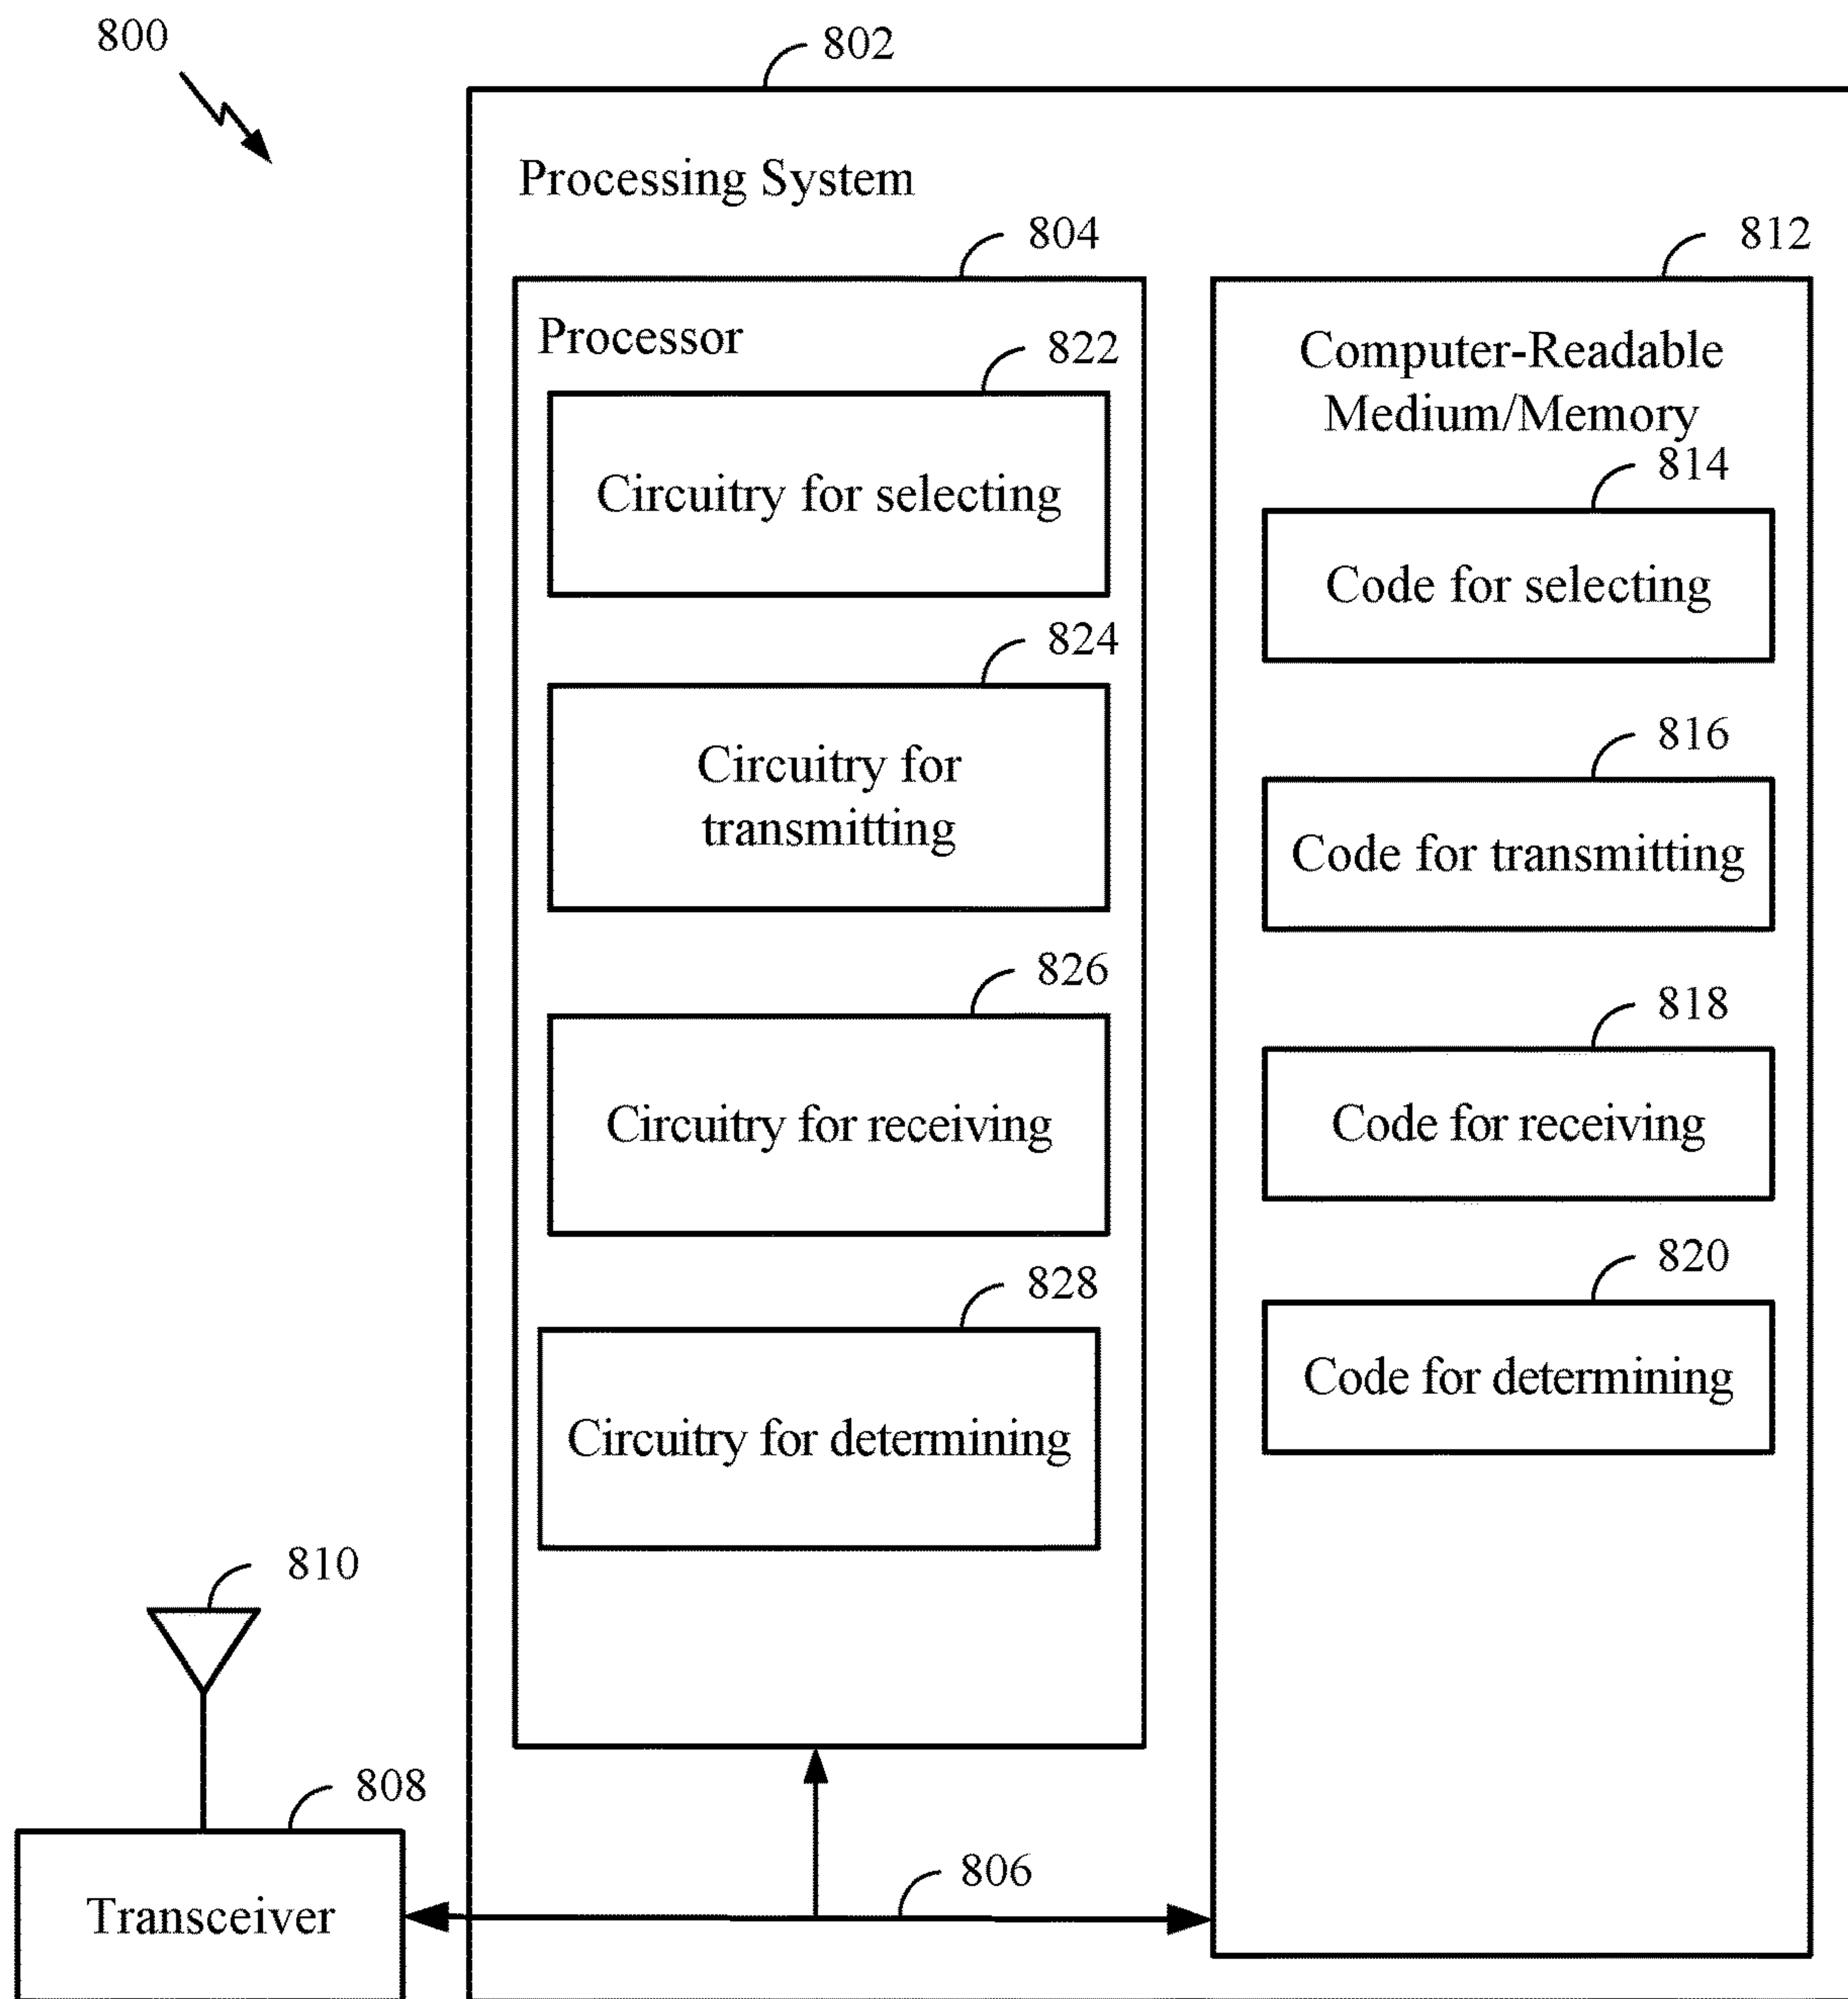 800
802
Processing System
804
812
Processor
822
Computer-Readable
Medium/Memory
Circuitry for selecting
814
Code for selecting
824
Circuitry for
transmitting
816
Code for transmitting
826
Circuitry for receiving
818
Code for receiving
828
Circuitry for determining
820
Code for determining
810
808
Transceiver
806